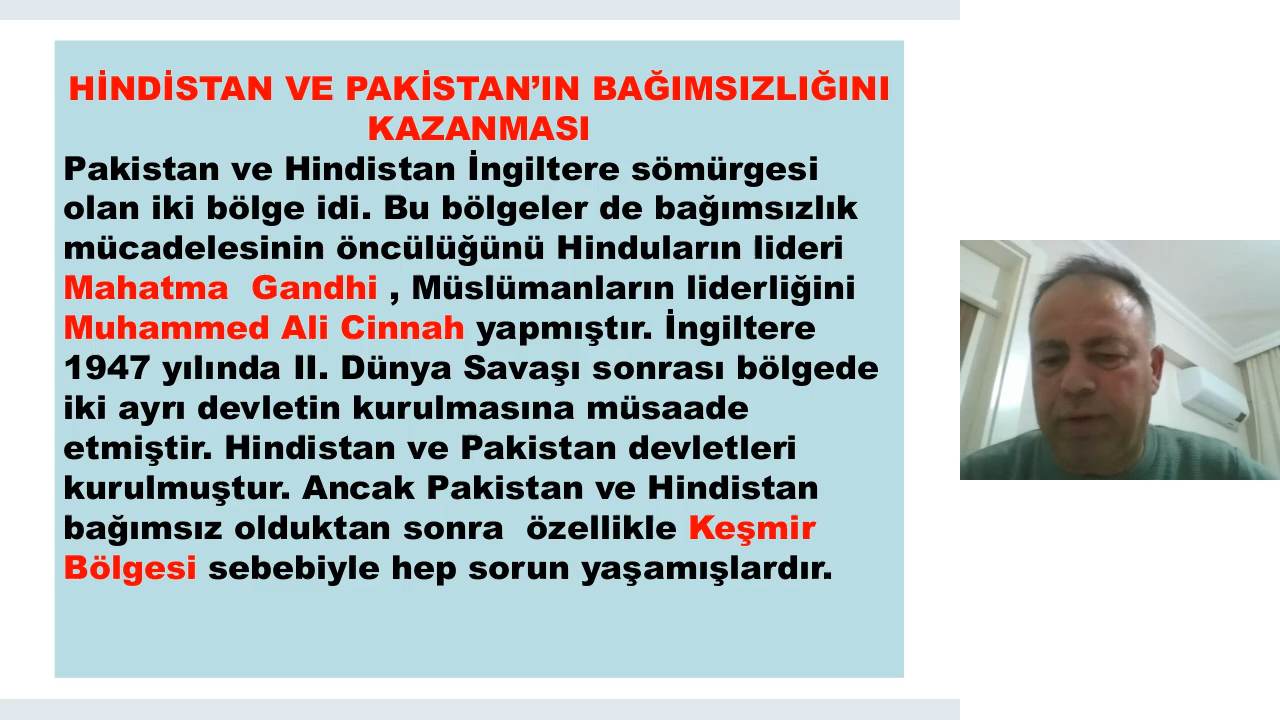 HİNDİSTAN VE PAKİSTAN’IN BAĞIMSIZLIĞINI
KAZANMASI
Pakistan ve Hindistan İngiltere sömürgesi
olan iki bölge idi. Bu bölgeler de bağımsızlık
mücadelesinin öncülüğünü Hinduların lideri
Mahatma  Gandhi , Müslümanların liderliğini
Muhammed Ali Cinnah yapmıştır. İngiltere
1947 yılında II. Dünya Savaşı sonrası bölgede
iki ayrı devletin kurulmasına müsaade
etmiştir. Hindistan ve Pakistan devletleri
kurulmuştur. Ancak Pakistan ve Hindistan
bağımsız olduktan sonra  özellikle Keşmir
Bölgesi sebebiyle hep sorun yaşamışlardır.